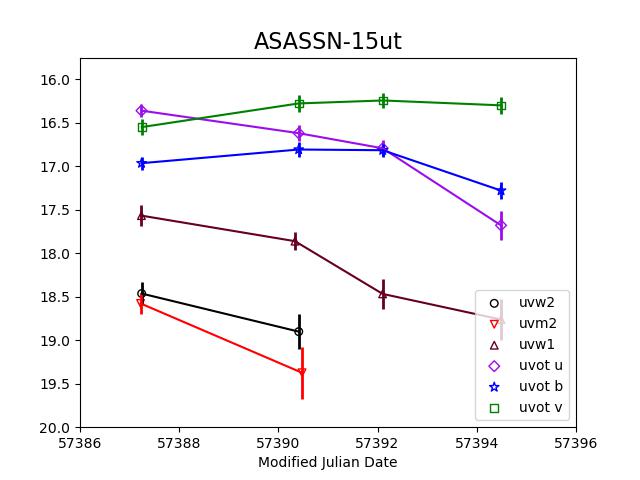 ASASSN-15ut
16.0
16.5
17.0
17.5
18.0
18.5
19.0
19.5
20.0
uvw2
uvm2
uvw1
uvot u
uvot b
uvot v
57386 57388 57390 57392 57394 57396
Modified Julian Date